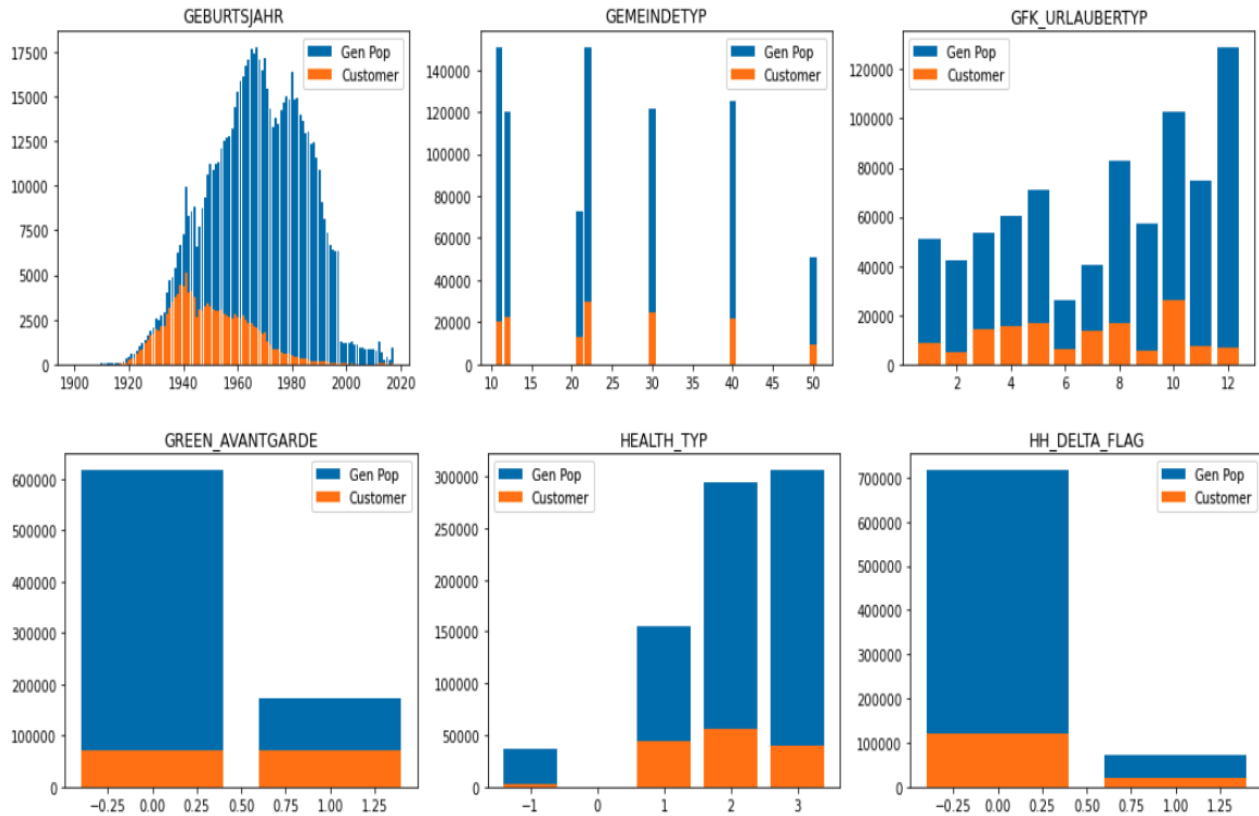 GEBURTSJAHR
17500
15000
12500
10000
7500
5000
2500
0
1900 1920 1940 1960 1980 2000 2020
Gen Pop
Customer
GEMEINDETYP
140000
120000
100000
80000
60000
40000
20000
0
10 15 20 25 30 35 40 45 50
Gen Pop
Customer
GFK_URLAUBERTYP
120000
100000
80000
60000
40000
20000
0
2 4 6 8 10 12
Gen Pop
Customer
GREEN_AVANTGARDE
600000
500000
400000
300000
200000
100000
0
−0.25 0.00 0.25 0.50 0.75 1.00 1.25
Gen Pop
Customer
HEALTH_TYP
300000
250000
200000
150000
100000
50000
0
−1 0 1 2 3
Gen Pop
Customer
HH_DELTA_FLAG
700000
600000
500000
400000
300000
200000
100000
0
−0.25 0.00 0.25 0.50 0.75 1.00 1.25
Gen Pop
Customer